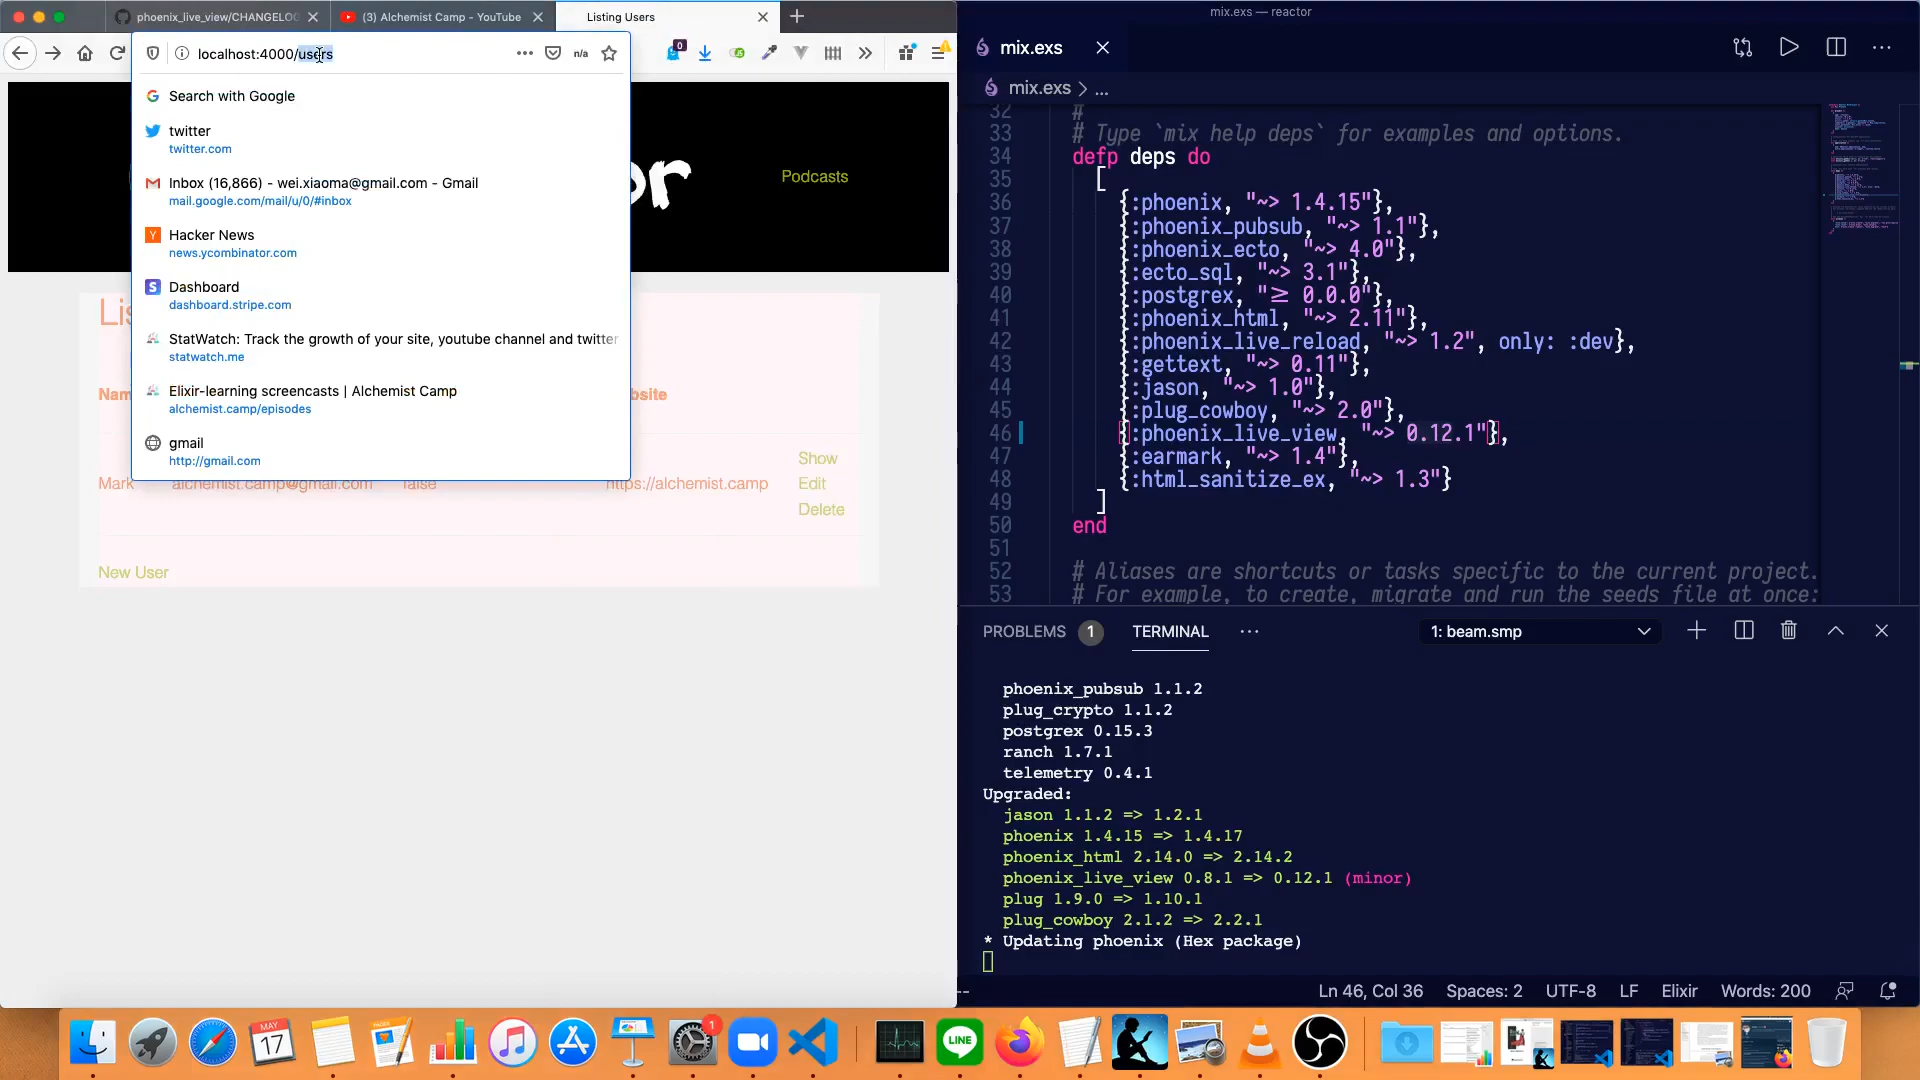 phoenix_live_view/CHANGELOG
(3) Alchemist Camp - YouTube
Listing Users
localhost:4000/users
n/a
0
Search with Google
twitter
twitter.com
Inbox (16,866) - wei.xiaoma@gmail.com - Gmail
mail.google.com/mail/u/0/#inbox
Hacker News
news.ycombinator.com
Dashboard
dashboard.stripe.com
StatWatch: Track the growth of your site, youtube channel and twitter
statwatch.me
Elixir-learning screencasts | Alchemist Camp
alchemist.camp/episodes
gmail
http://gmail.com
or
Podcasts
Lis
Nam
bsite
Mark alchemist.camp@gmail.com false https://alchemist.camp
Show
Edit
Delete
New User
mix.exs — reactor
mix.exs
mix.exs > ...
32 #
33 # Type `mix help deps` for examples and options.
34 defp deps do
35 [
36 {:phoenix, "~> 1.4.15"},
37 {:phoenix_pubsub, "~> 1.1"},
38 {:phoenix_ecto, "~> 4.0"},
39 {:ecto_sql, "~> 3.1"},
40 {:postgrex, "≥ 0.0.0"},
41 {:phoenix_html, "~> 2.11"},
42 {:phoenix_live_reload, "~> 1.2", only: :dev},
43 {:gettext, "~> 0.11"},
44 {:jason, "~> 1.0"},
45 {:plug_cowboy, "~> 2.0"},
46 {:phoenix_live_view, "~> 0.12.1"},
47 {:earmark, "~> 1.4"},
48 {:html_sanitize_ex, "~> 1.3"}
49 ]
50 end
51
52 # Aliases are shortcuts or tasks specific to the current project.
53 # For example, to create, migrate and run the seeds file at once:
PROBLEMS 1 TERMINAL ... 1: beam.smp
phoenix_pubsub 1.1.2
plug_crypto 1.1.2
postgrex 0.15.3
ranch 1.7.1
telemetry 0.4.1
Upgraded:
jason 1.1.2 => 1.2.1
phoenix 1.4.15 => 1.4.17
phoenix_html 2.14.0 => 2.14.2
phoenix_live_view 0.8.1 => 0.12.1 (minor)
plug 1.9.0 => 1.10.1
plug_cowboy 2.1.2 => 2.2.1
* Updating phoenix (Hex package)
-- Ln 46, Col 36 Spaces: 2 UTF-8 LF Elixir Words: 200
MAY
17
PAGES
1
LINE